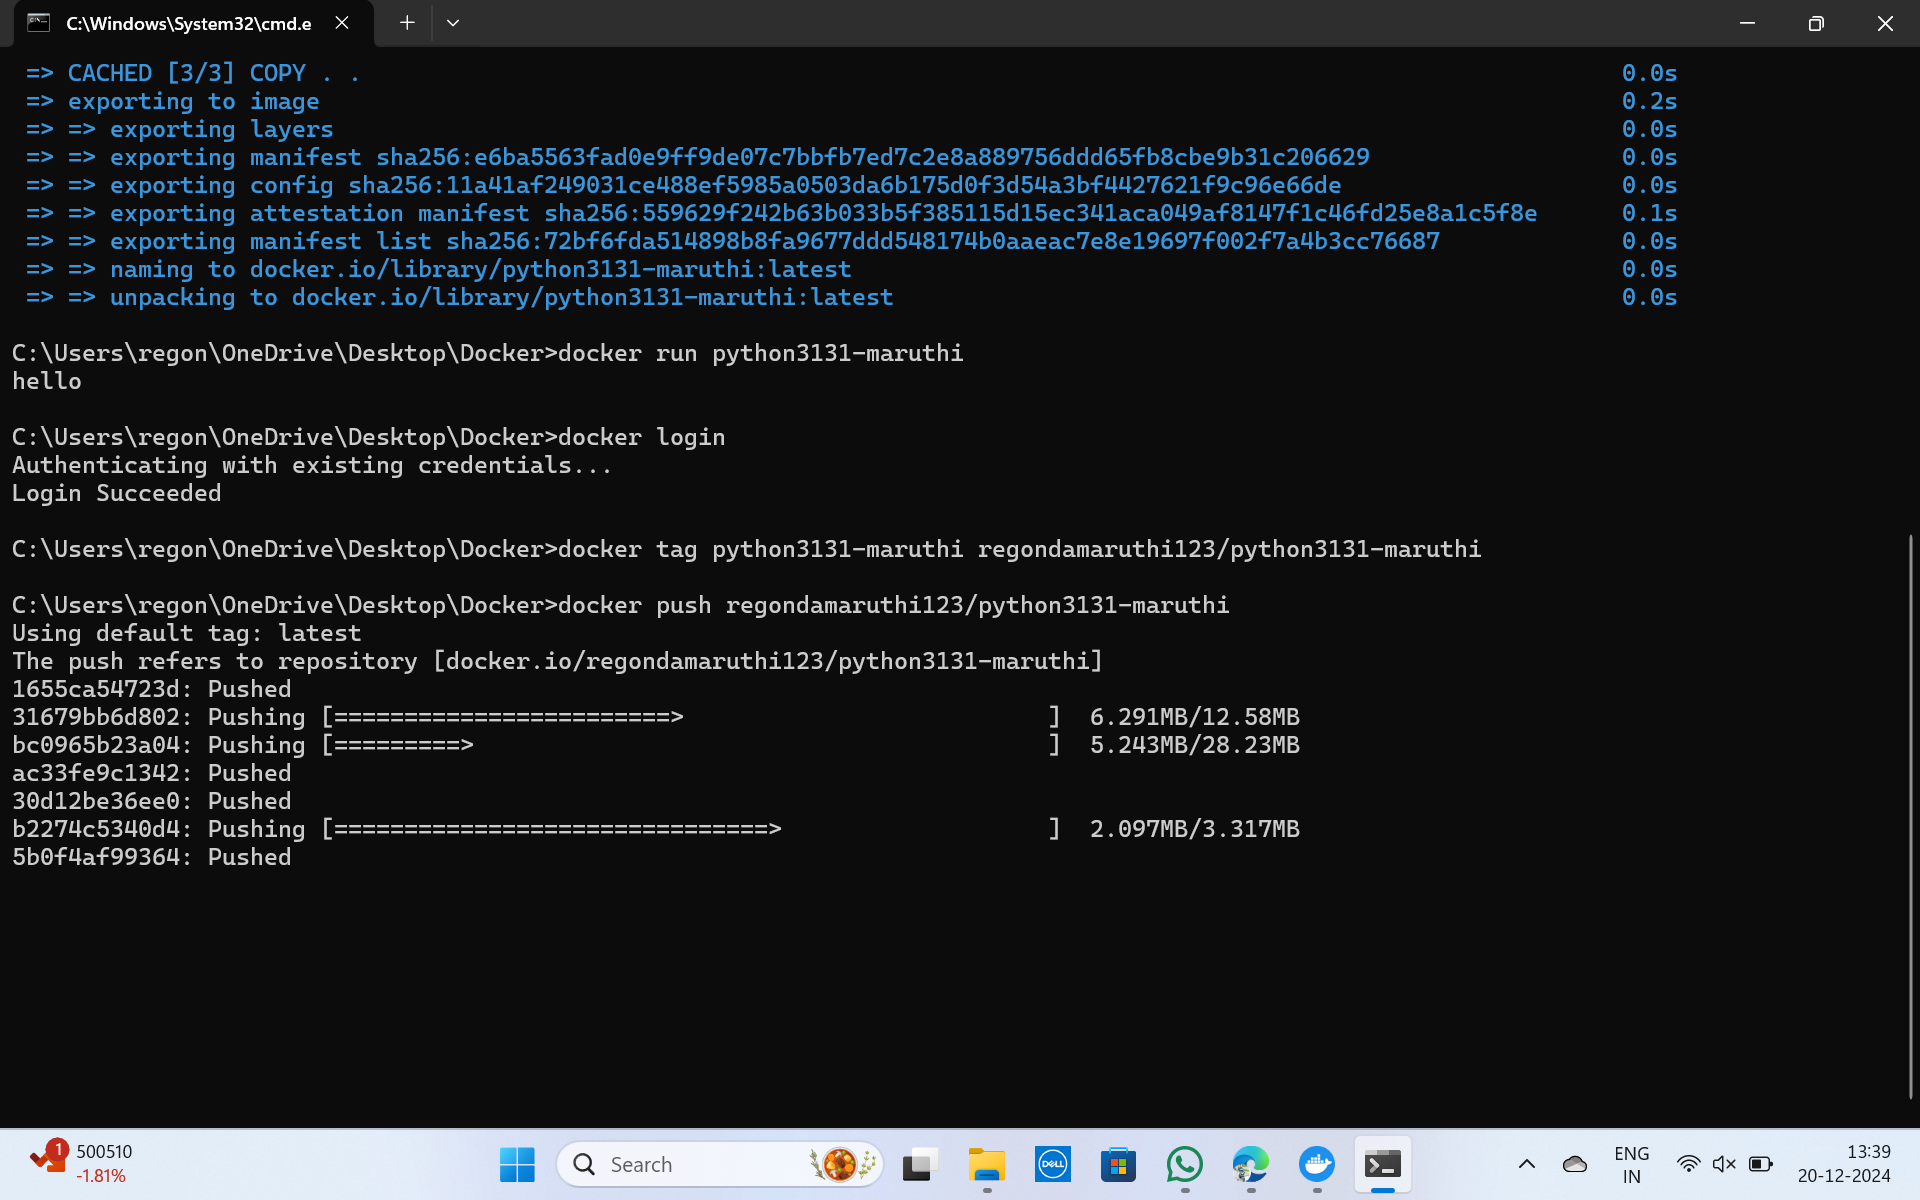 C:\Windows\System32\cmd.e
=> CACHED [3/3] COPY . . 0.0s
=> exporting to image 0.2s
=> => exporting layers 0.0s
=> => exporting manifest sha256:e6ba5563fad0e9ff9de07c7bbfb7ed7c2e8a889756ddd65fb8cbe9b31c206629 0.0s
=> => exporting config sha256:11a41af249031ce488ef5985a0503da6b175d0f3d54a3bf4427621f9c96e66de 0.0s
=> => exporting attestation manifest sha256:559629f242b63b033b5f385115d15ec341aca049af8147f1c46fd25e8a1c5f8e 0.1s
=> => exporting manifest list sha256:72bf6fda514898b8fa9677ddd548174b0aaeac7e8e19697f002f7a4b3cc76687 0.0s
=> => naming to docker.io/library/python3131-maruthi:latest 0.0s
=> => unpacking to docker.io/library/python3131-maruthi:latest 0.0s
C:\Users\regon\OneDrive\Desktop\Docker>docker run python3131-maruthi
hello
C:\Users\regon\OneDrive\Desktop\Docker>docker login
Authenticating with existing credentials...
Login Succeeded
C:\Users\regon\OneDrive\Desktop\Docker>docker tag python3131-maruthi regondamaruthi123/python3131-maruthi
C:\Users\regon\OneDrive\Desktop\Docker>docker push regondamaruthi123/python3131-maruthi
Using default tag: latest
The push refers to repository [docker.io/regondamaruthi123/python3131-maruthi]
1655ca54723d: Pushed
31679bb6d802: Pushing [========================> ] 6.291MB/12.58MB
bc0965b23a04: Pushing [=========> ] 5.243MB/28.23MB
ac33fe9c1342: Pushed
30d12be36ee0: Pushed
b2274c5340d4: Pushing [===============================> ] 2.097MB/3.317MB
5b0f4af99364: Pushed
1 500510
-1.81%
Search
DELL
ENG
IN
13:39
20-12-2024